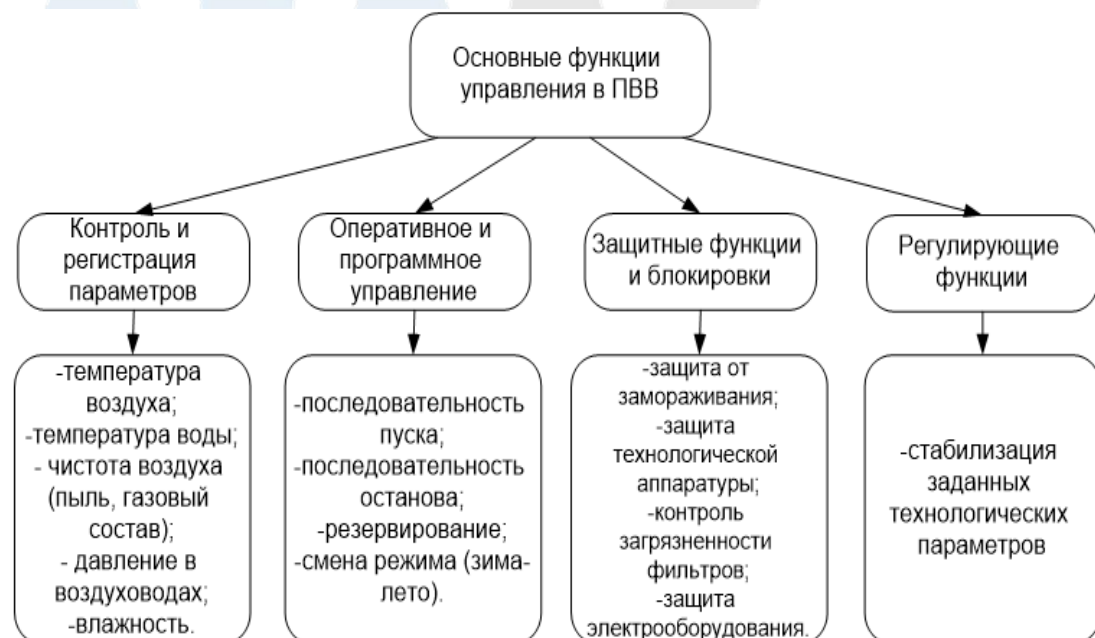 Основные функции
управления в ПВВ
Контроль и
регистрация
параметров
Оперативное и
программное
управление
Защитные функции
и блокировки
Регулирующие
функции
-температура
воздуха;
-температура воды;
- чистота воздуха
(пыль, газовый
состав);
- давление в
воздуховодах;
-влажность.
-последовательность
пуска;
-последовательность
останова;
-резервирование;
-смена режима (зима-
лето).
-защита от
замораживания;
-защита
технологической
аппаратуры;
-контроль
загрязненности
фильтров;
-защита
электрооборудования.
-стабилизация
заданных
технологических
параметров